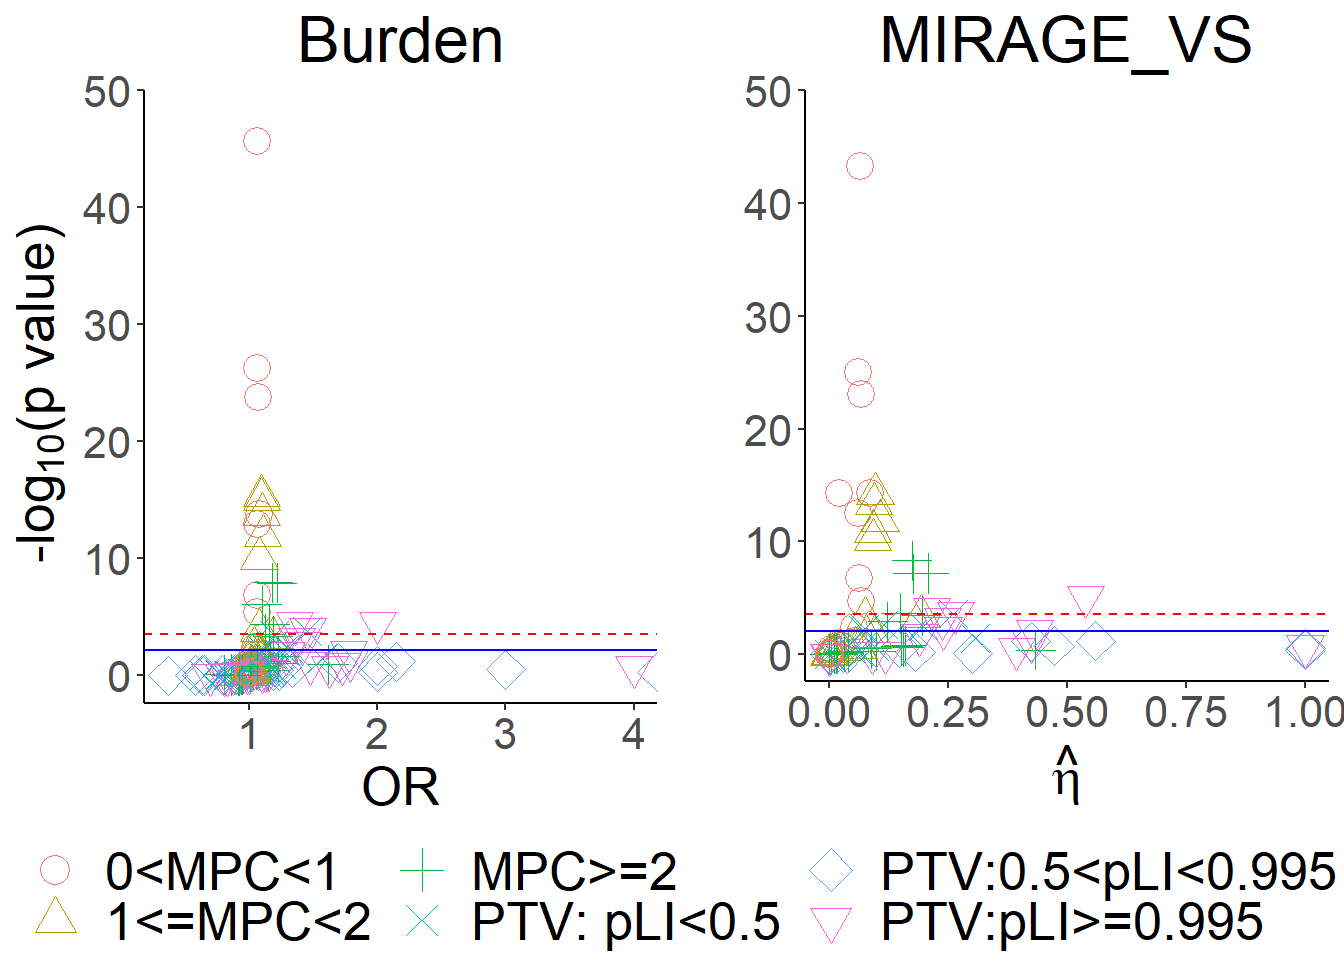 Burden
MIRAGE_VS
-log10(p value)
50
40
30
20
10
0
1 2 3 4
OR
50
40
30
20
10
0
0.00 0.25 0.50 0.75 1.00
η̂
0<MPC<1
1<=MPC<2
MPC>=2
PTV: pLI<0.5
PTV:0.5<pLI<0.995
PTV:pLI>=0.995